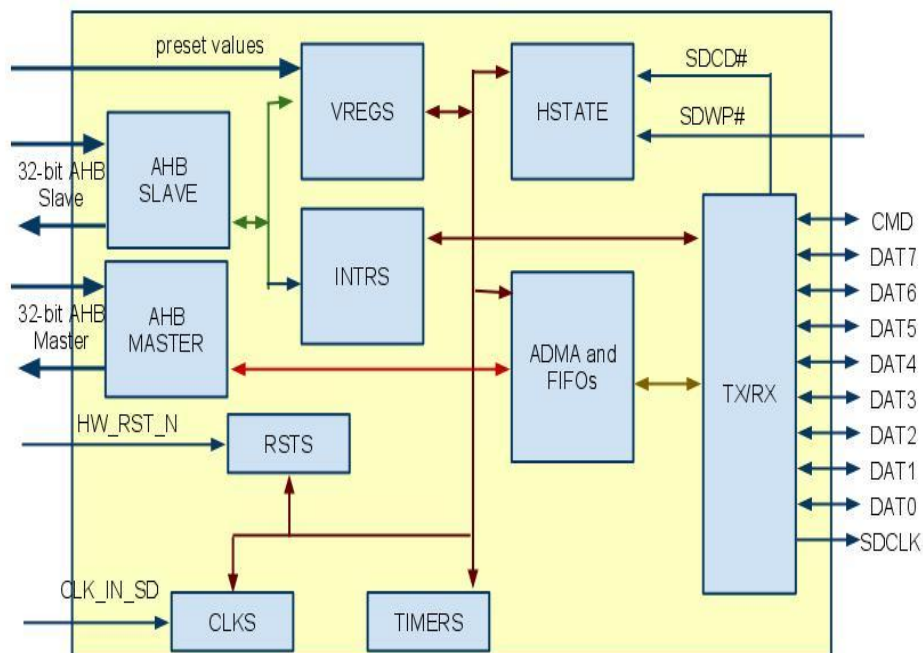 preset values
VREGS
HSTATE
SDCD#
SDWP#
32-bit AHB
Slave
AHB
SLAVE
INTRS
32-bit AHB
Master
AHB
MASTER
ADMA and
FIFOs
TX/RX
CMD
DAT7
DAT6
DAT5
DAT4
DAT3
DAT2
DAT1
DAT0
SDCLK
HW_RST_N
RSTS
CLK_IN_SD
CLKS
TIMERS